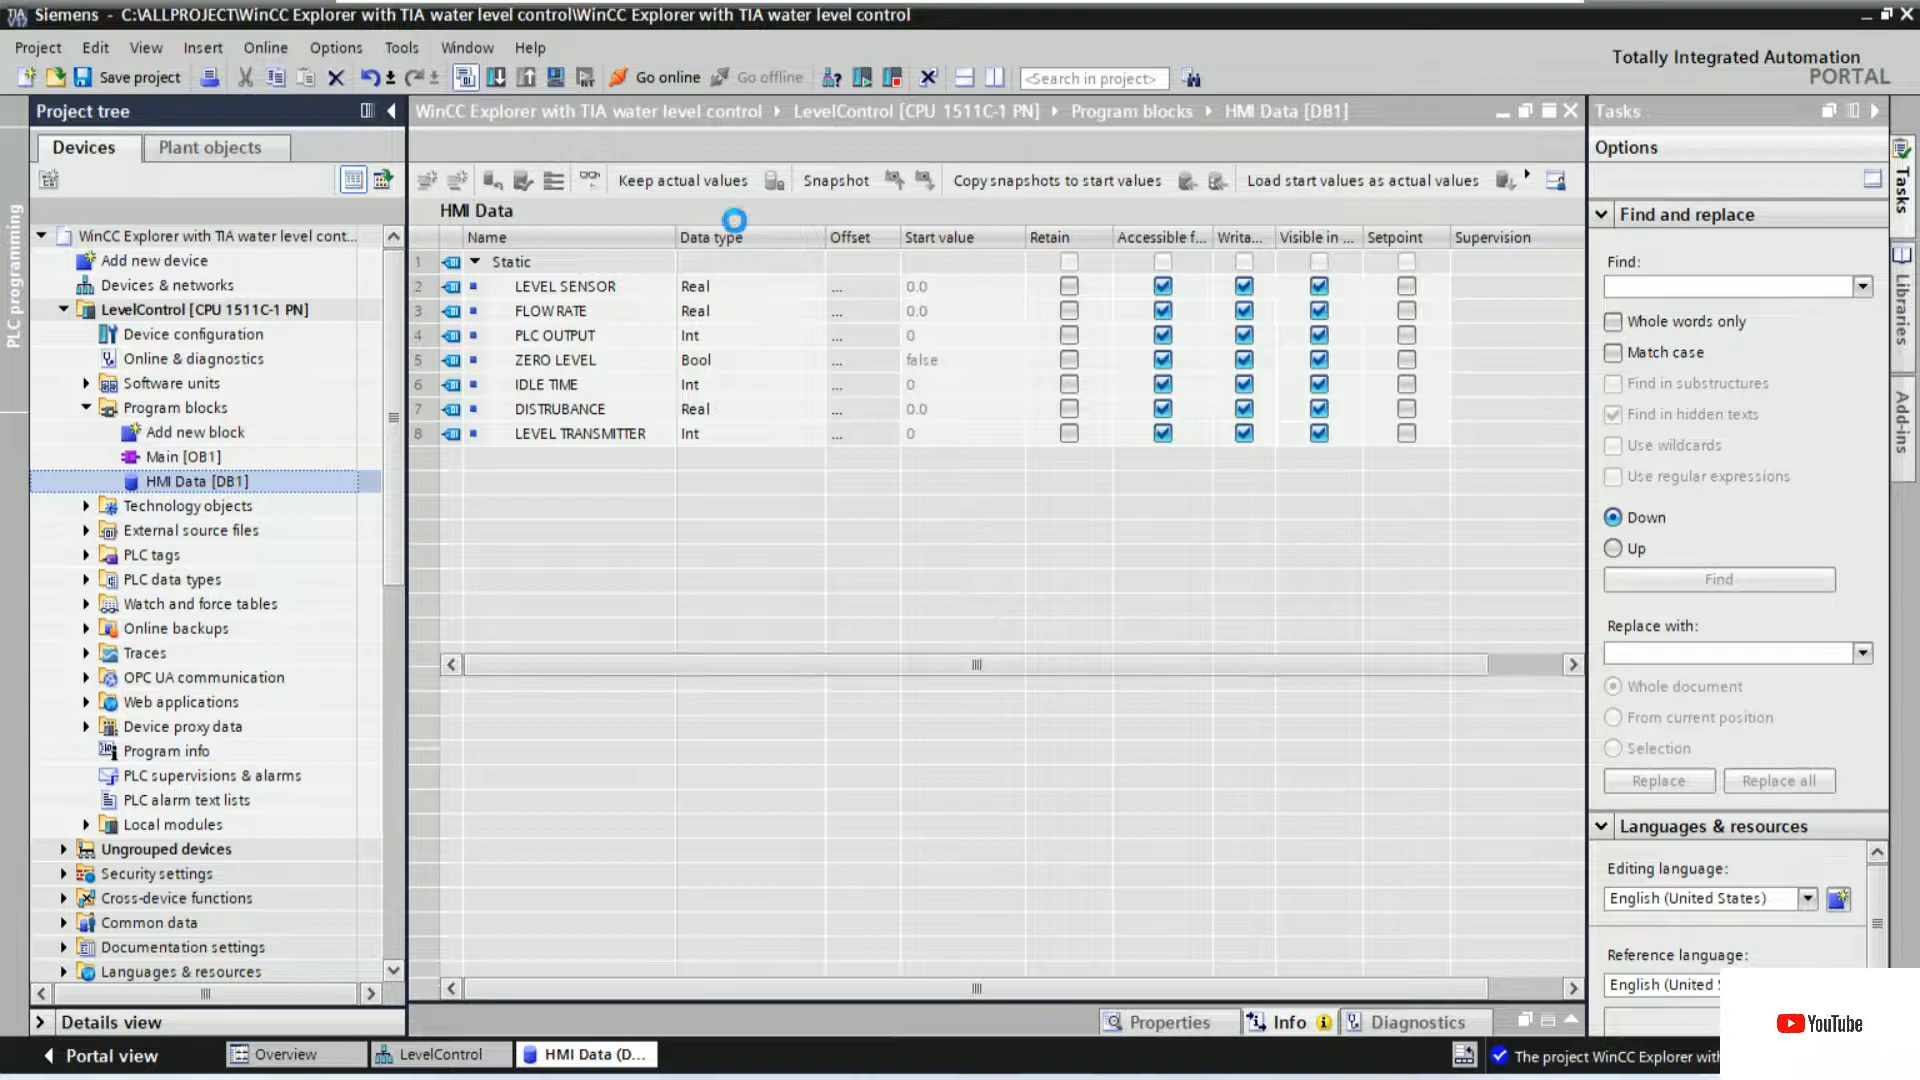 Siemens - C:\ALLPROJECT\WinCC Explorer with TIA water level control\WinCC Explorer with TIA water level control
Project Edit View Insert Online Options Tools Window Help
Totally Integrated Automation
PORTAL
Save project Go online Go offline <Search in project>
Project tree
WinCC Explorer with TIA water level control LevelControl [CPU 1511C-1 PN] Program blocks HMI Data [DB1]
Tasks
Devices Plant objects
Options
Keep actual values Snapshot Copy snapshots to start values Load start values as actual values
HMI Data
Name Data type Offset Start value Retain Accessible f... Writa... Visible in ... Setpoint Supervision
1 Static
2 LEVEL SENSOR Real ... 0.0
3 FLOW RATE Real ... 0.0
4 PLC OUTPUT Int ... 0
5 ZERO LEVEL Bool ... false
6 IDLE TIME Int ... 0
7 DISTRUBANCE Real ... 0.0
8 LEVEL TRANSMITTER Int ... 0
PLC programming
WinCC Explorer with TIA water level cont...
Add new device
Devices & networks
LevelControl [CPU 1511C-1 PN]
Device configuration
Online & diagnostics
Software units
Program blocks
Add new block
Main [OB1]
HMI Data [DB1]
Technology objects
External source files
PLC tags
PLC data types
Watch and force tables
Online backups
Traces
OPC UA communication
Web applications
Device proxy data
Program info
PLC supervisions & alarms
PLC alarm text lists
Local modules
Ungrouped devices
Security settings
Cross-device functions
Common data
Documentation settings
Languages & resources
Details view
Find and replace
Find:
Whole words only
Match case
Find in substructures
Find in hidden texts
Use wildcards
Use regular expressions
Down
Up
Find
Replace with:
Whole document
From current position
Selection
Replace Replace all
Languages & resources
Editing language:
English (United States)
Reference language:
English (United S
Tasks
Libraries
Add-ins
Properties Info Diagnostics
Portal view Overview LevelControl HMI Data (D... The project WinCC Explorer with
YouTube